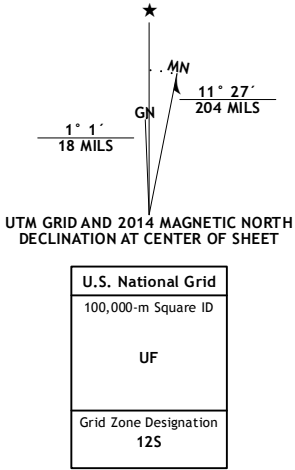 ★
MN
11° 27´
204 MILS
GN
1° 1´
18 MILS
UTM GRID AND 2014 MAGNETIC NORTH
DECLINATION AT CENTER OF SHEET
U.S. National Grid
100,000-m Square ID
UF
Grid Zone Designation
12S